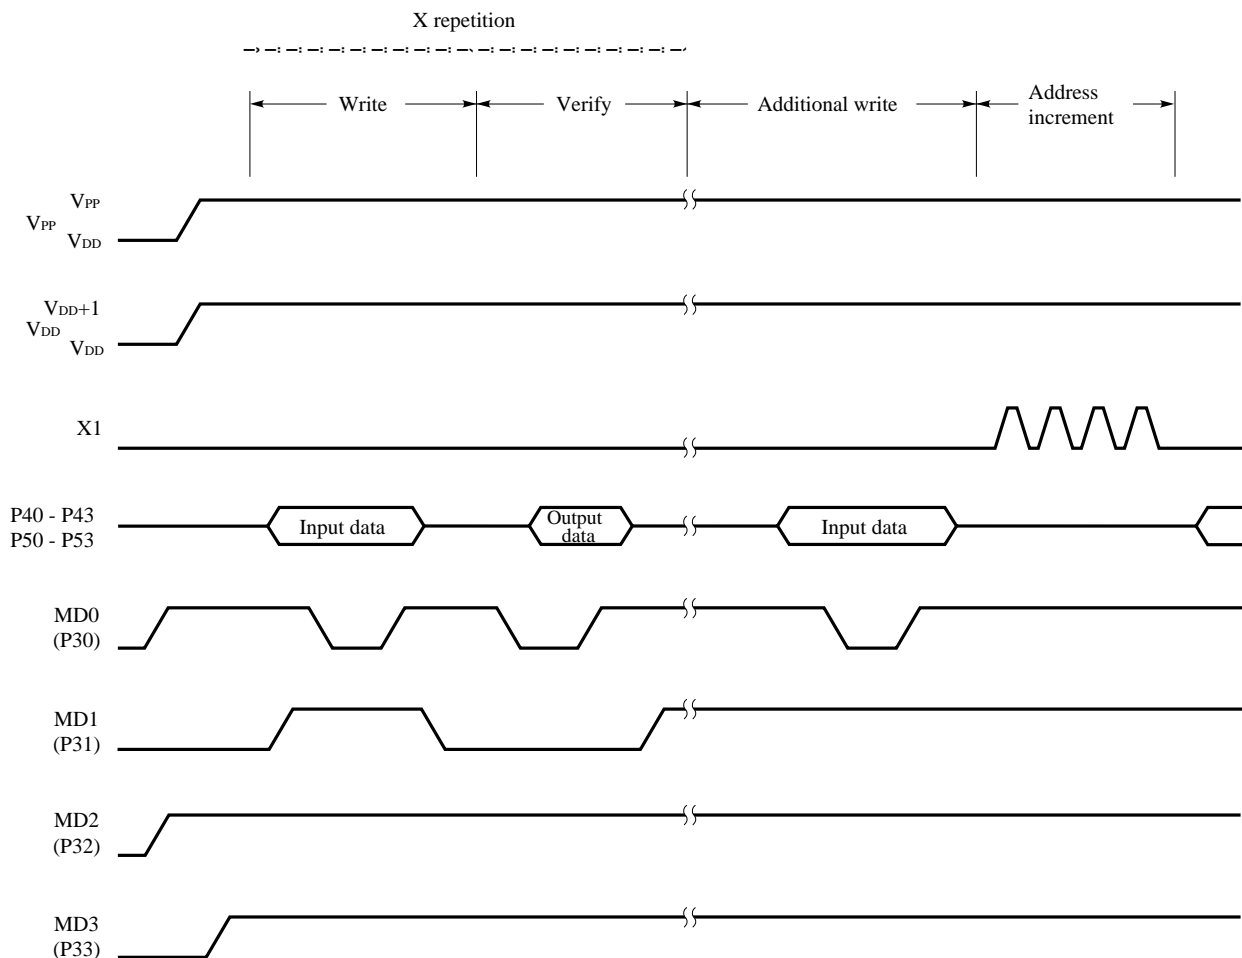 X repetition
Write
Verify
Additional write
Address
increment
VPP
VPP
VDD
VDD+1
VDD
VDD
X1
P40 - P43
P50 - P53
Input data
Output
data
Input data
MD0
(P30)
MD1
(P31)
MD2
(P32)
MD3
(P33)